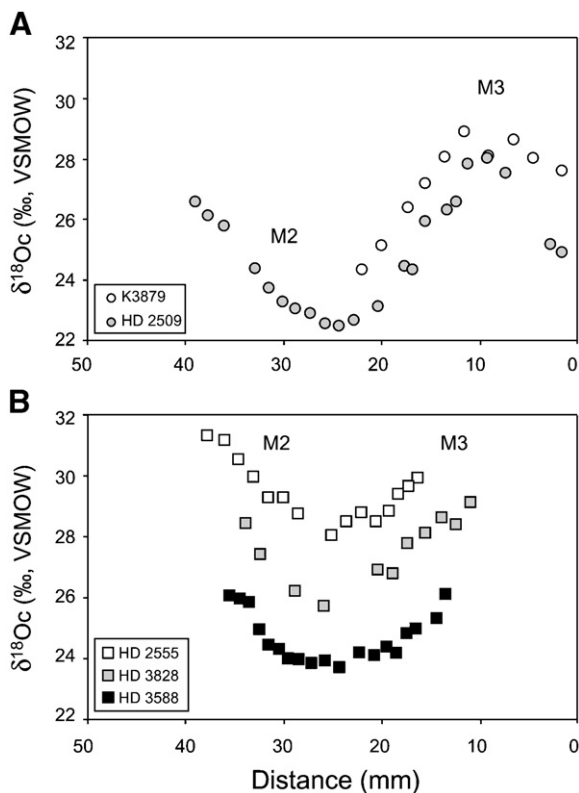 A
32
30
28
26
24
22
δ18Oc (‰, VSMOW)
M3
M2
K3879
HD 2509
50 40 30 20 10 0
B
32
30
28
26
24
22
δ18Oc (‰, VSMOW)
M2 M3
HD 2555
HD 3828
HD 3588
50 40 30 20 10 0
Distance (mm)